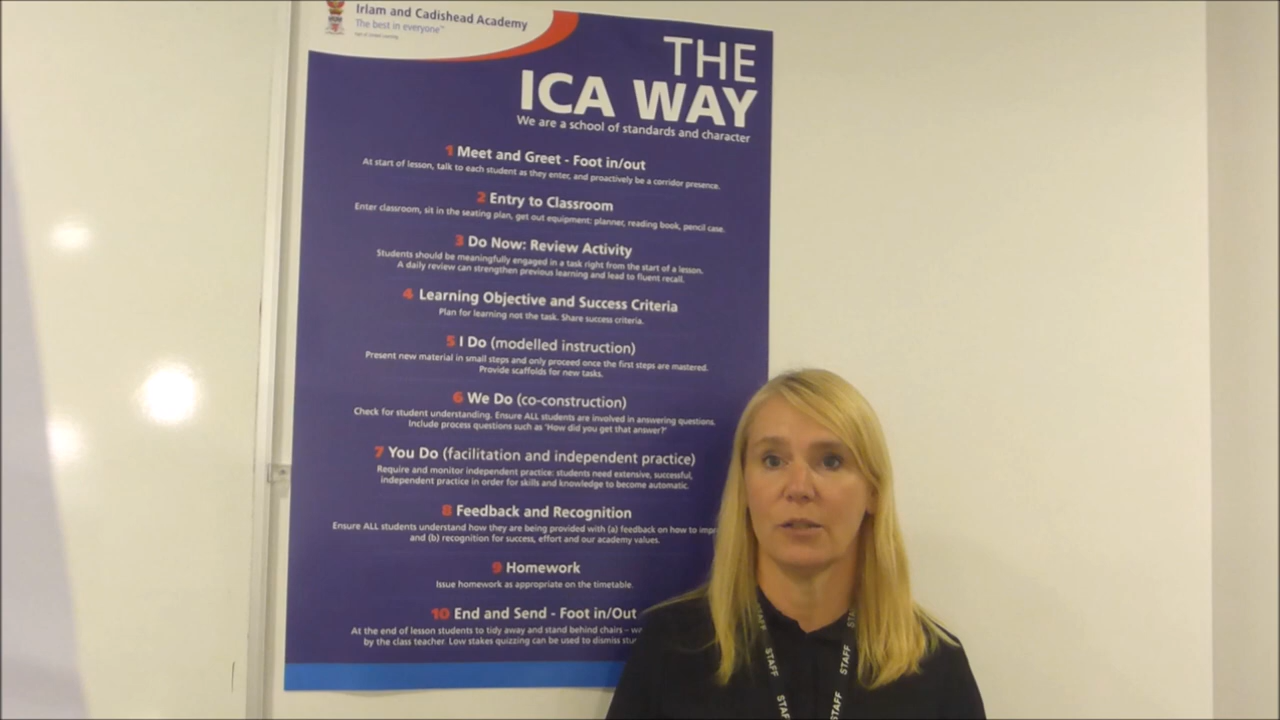 Irlam and Cadishead Academy
The best in everyone™
Part of United Learning
THE
ICA WAY
We are a school of standards and character
1 Meet and Greet - Foot in/out
At start of lesson, talk to each student as they enter, and proactively be a corridor presence.
2 Entry to Classroom
Enter classroom, sit in the seating plan, get out equipment: planner, reading book, pencil case.
3 Do Now: Review Activity
Students should be meaningfully engaged in a task right from the start of a lesson.
A daily review can strengthen previous learning and lead to fluent recall.
4 Learning Objective and Success Criteria
Plan for learning not the task. Share success criteria.
5 I Do (modelled instruction)
Present new material in small steps and only proceed once the first steps are mastered.
Provide scaffolds for new tasks.
6 We Do (co-construction)
Check for student understanding. Ensure ALL students are involved in answering questions.
Include process questions such as 'How did you get that answer?'
7 You Do (facilitation and independent practice)
Require and monitor independent practice: students need extensive, successful,
independent practice in order for skills and knowledge to become automatic.
8 Feedback and Recognition
Ensure ALL students understand how they are being provided with (a) feedback on how to
and (b) recognition for success, effort and our academy values.
9 Homework
Issue homework as appropriate on the timetable.
10 End and Send - Foot in/Out
At the end of lesson students to tidy away and stand behind chairs –
by the class teacher. Low stakes quizzing can be used to dismiss
STAFF
STAFF
STAFF
STAFF